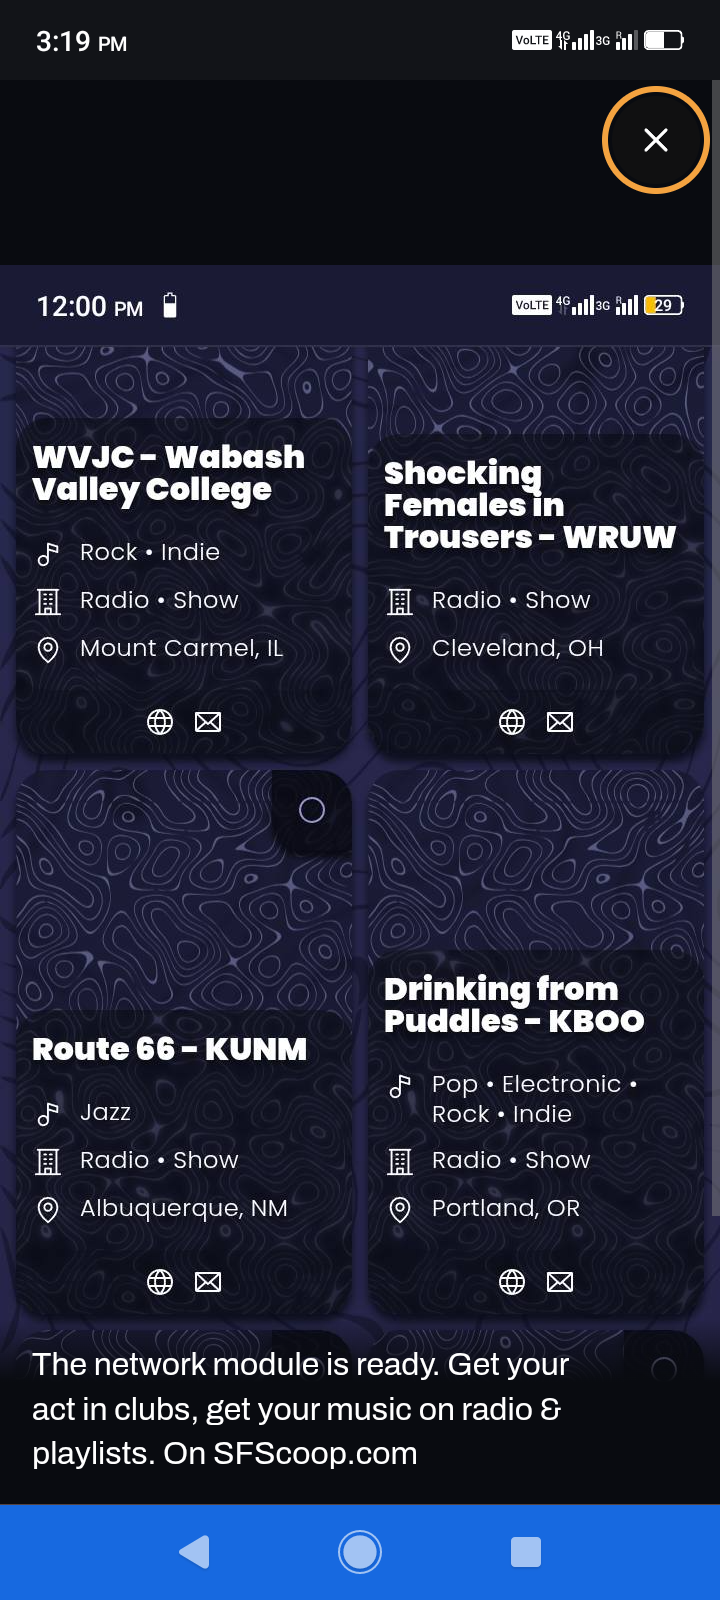 3:19 PM
VoLTE 4G 3G R
12:00 PM
VoLTE 4G 3G R 29
WVJC - Wabash
Valley College
Rock • Indie
Radio • Show
Mount Carmel, IL
Shocking
Females in
Trousers - WRUW
Radio • Show
Cleveland, OH
Route 66 - KUNM
Jazz
Radio • Show
Albuquerque, NM
Drinking from
Puddles - KBOO
Pop • Electronic •
Rock • Indie
Radio • Show
Portland, OR
The network module is ready. Get your
act in clubs, get your music on radio &
playlists. On SFScoop.com